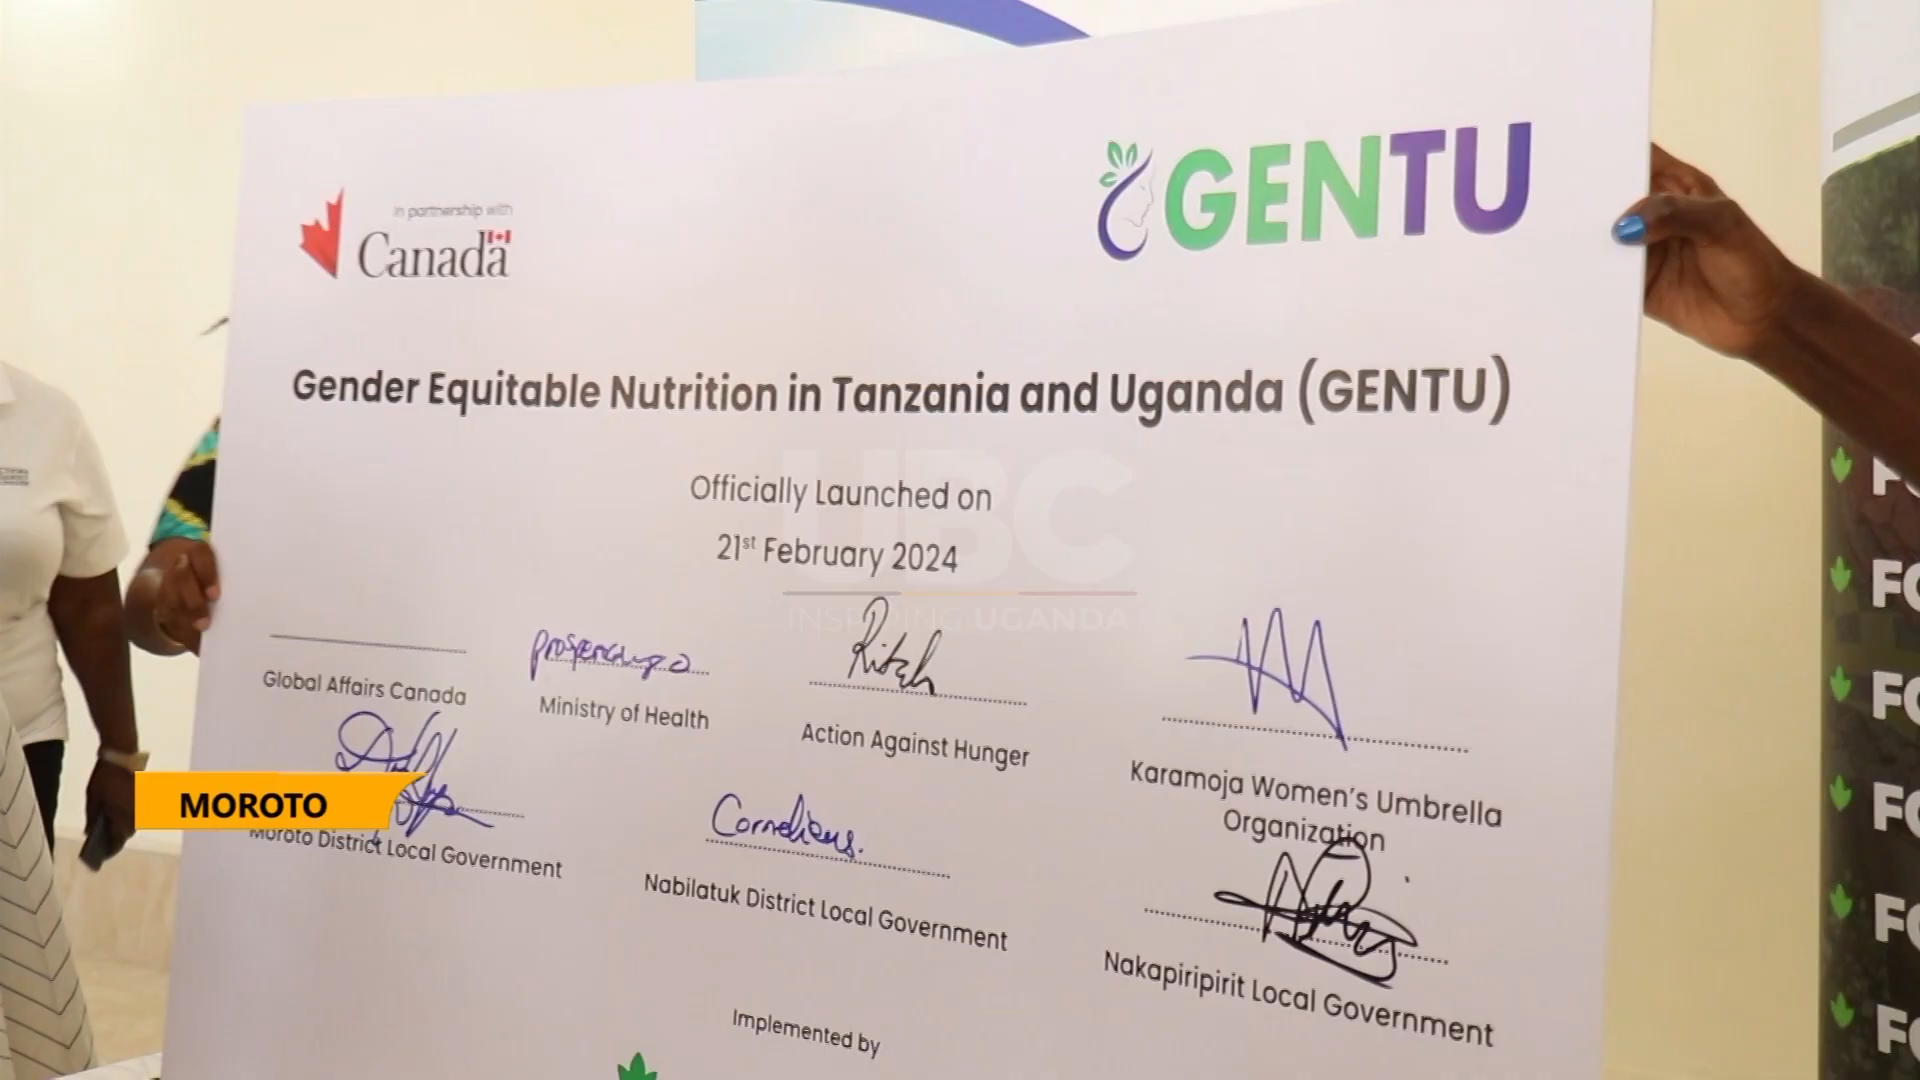 in partnership with
Canada
GENTU
Gender Equitable Nutrition in Tanzania and Uganda (GENTU)
Officially Launched on
21st February 2024
UBC
INSPIRING UGANDA
Global Affairs Canada
Ministry of Health
Action Against Hunger
Karamoja Women's Umbrella
Organization
MOROTO
Moroto District Local Government
Cornelious.
Nabilatuk District Local Government
Nakapiripirit Local Government
Implemented by